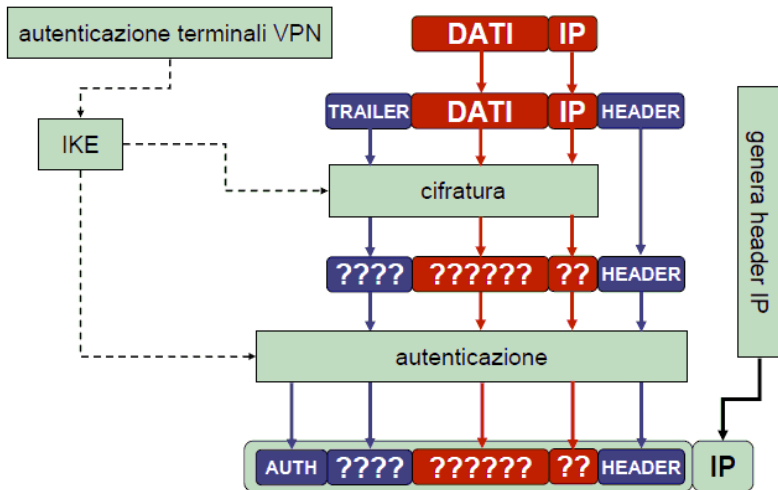 autenticazione terminali VPN
DATI IP
TRAILER DATI IP HEADER
IKE
cifratura
genera header IP
???? ?????? ?? HEADER
autenticazione
AUTH ???? ?????? ?? HEADER IP